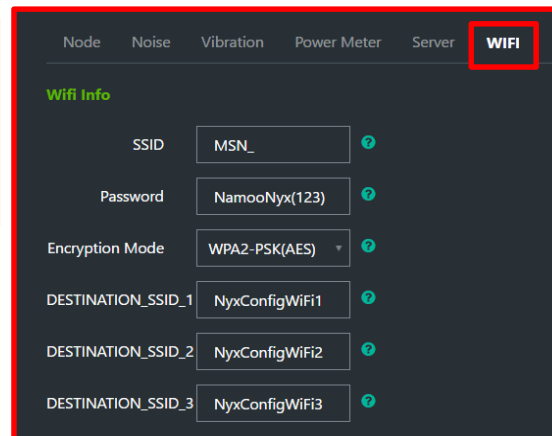 Node Noise Vibration Power Meter Server WIFI
Wifi Info
SSID MSN_ ?
Password NamooNyx(123) ?
Encryption Mode WPA2-PSK(AES) ?
DESTINATION_SSID_1 NyxConfigWiFi1 ?
DESTINATION_SSID_2 NyxConfigWiFi2 ?
DESTINATION_SSID_3 NyxConfigWiFi3 ?